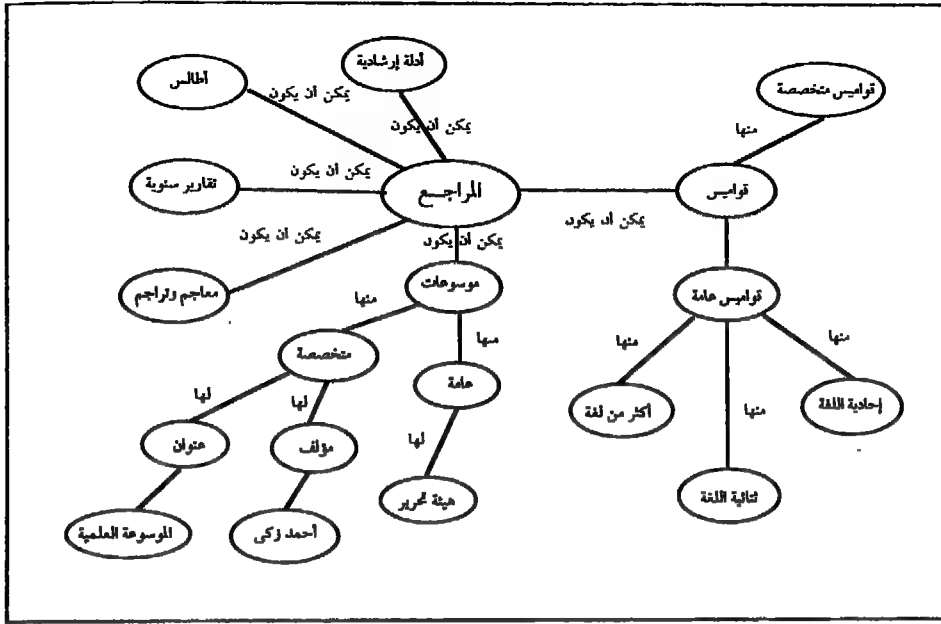 أدلة إرشادية
أطالس
قواميس متخصصة
يمكن أن يكون
يمكن أن يكون
منها
تقارير سنوية
يمكن أن يكون
المراجـــع
قواميس
يمكن أن يكون
يمكن أن يكون
يمكن أن يكون
معاجم وتراجم
موسوعات
قواميس عامة
منها
منها
منها
منها
متخصصة
عامة
لها
لها
منها
أكثر من لغة
إحادية اللغة
عنوان
مؤلف
لها
هيئة تحرير
ثنائية اللغة
الموسوعة العلمية
أحمد زكى